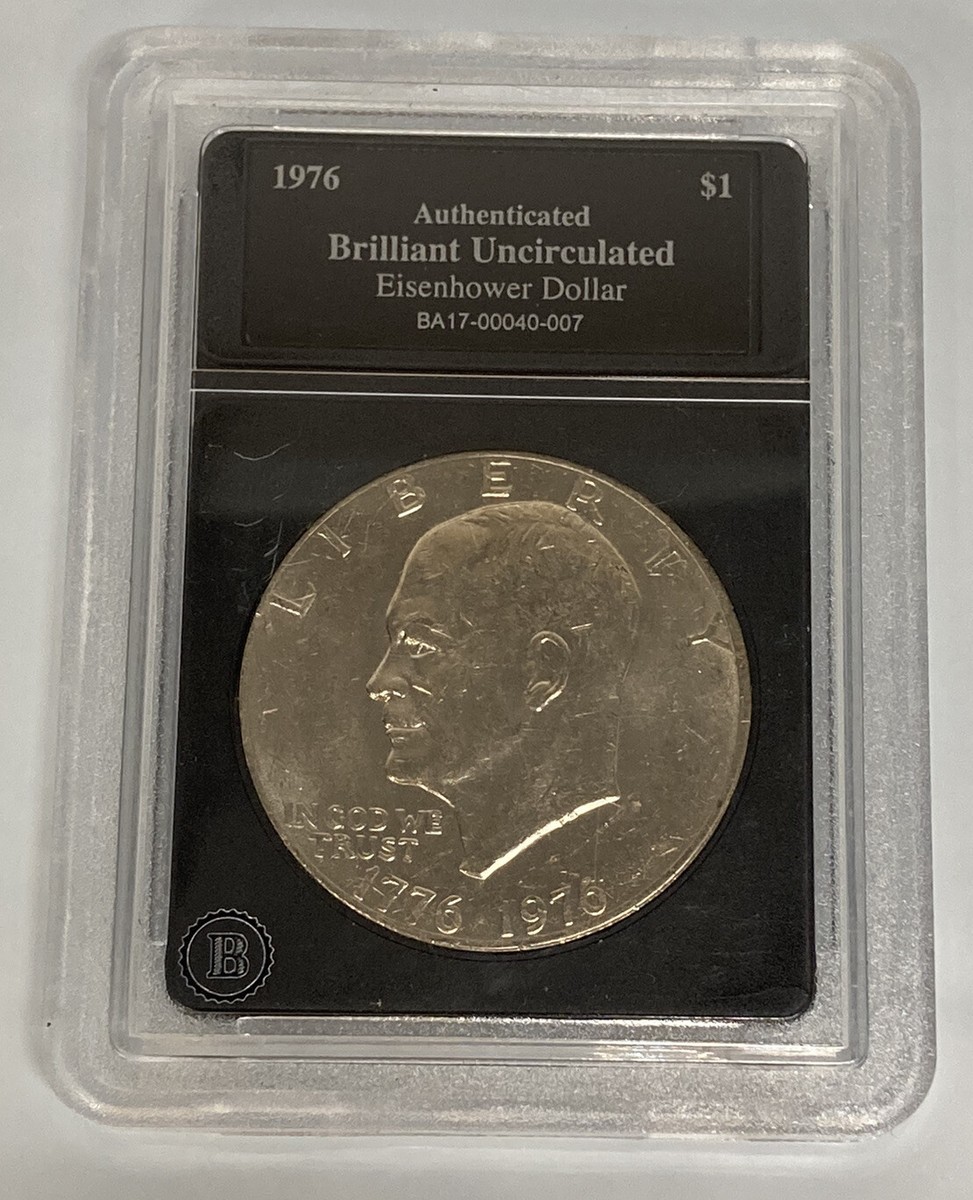 1976 $1
Authenticated
Brilliant Uncirculated
Eisenhower Dollar
BA17-00040-007
LIBERTY
IN GOD WE
TRUST
1776 1976
B